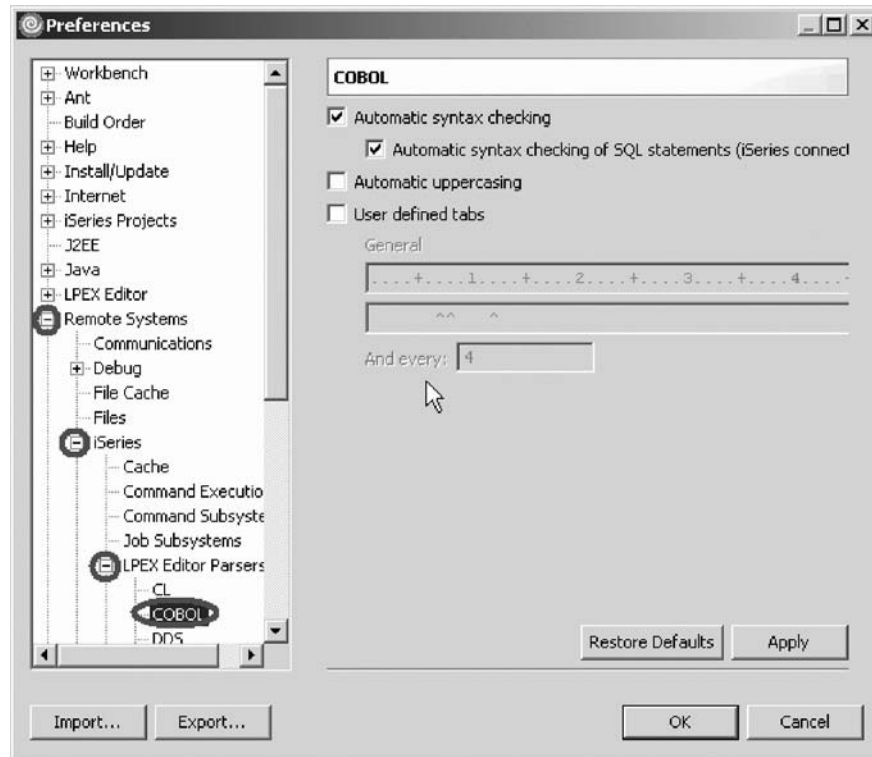 Preferences
Workbench
Ant
Build Order
Help
Install/Update
Internet
iSeries Projects
J2EE
Java
LPEX Editor
Remote Systems
Communications
Debug
File Cache
Files
iSeries
Cache
Command Executio
Command Subsyste
Job Subsystems
LPEX Editor Parsers
CL
COBOL
DDS
COBOL
Automatic syntax checking
Automatic syntax checking of SQL statements (iSeries connect
Automatic uppercasing
User defined tabs
General
....+....1....+....2....+....3....+....4....-
^^ ^
And every: 4
Restore Defaults Apply
Import... Export... OK Cancel